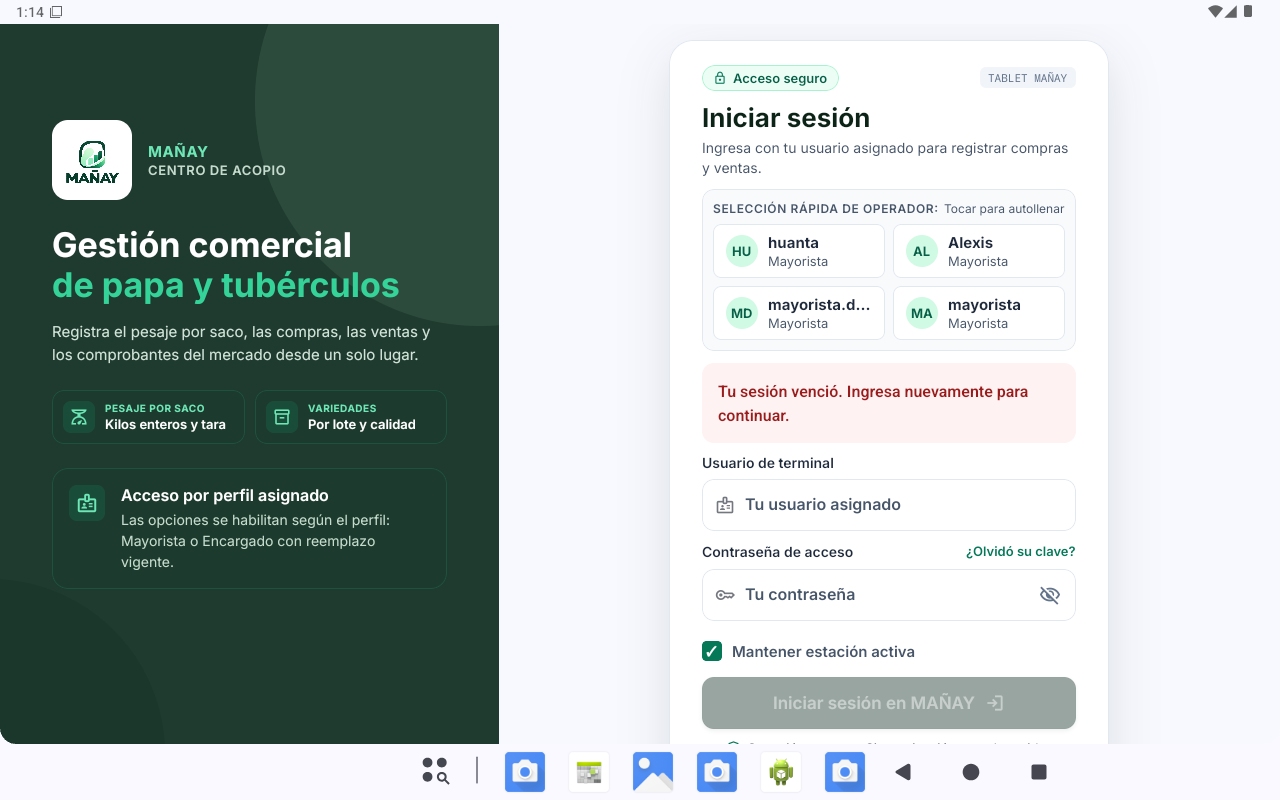 1:14
MAÑAY
MAÑAY
CENTRO DE ACOPIO
Gestión comercial
de papa y tubérculos
Registra el pesaje por saco, las compras, las ventas y
los comprobantes del mercado desde un solo lugar.
PESAJE POR SACO
Kilos enteros y tara
VARIEDADES
Por lote y calidad
Acceso por perfil asignado
Las opciones se habilitan según el perfil:
Mayorista o Encargado con reemplazo
vigente.
Acceso seguro
TABLET MAÑAY
Iniciar sesión
Ingresa con tu usuario asignado para registrar compras
y ventas.
SELECCIÓN RÁPIDA DE OPERADOR: Tocar para autollenar
HU
huanta
Mayorista
AL
Alexis
Mayorista
MD
mayorista.d...
Mayorista
MA
mayorista
Mayorista
Tu sesión venció. Ingresa nuevamente para
continuar.
Usuario de terminal
Tu usuario asignado
Contraseña de acceso
¿Olvidó su clave?
Tu contraseña
Mantener estación activa
Iniciar sesión en MAÑAY